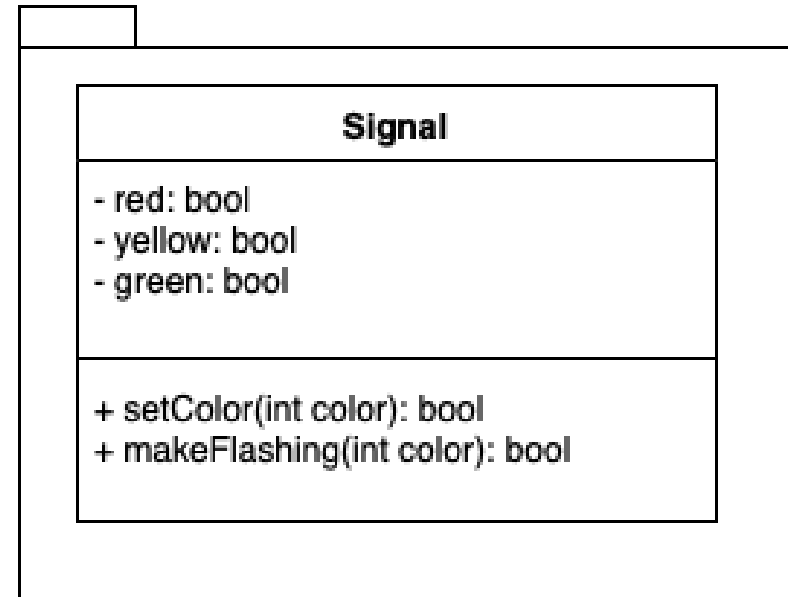 Signal
- red: bool
- yellow: bool
- green: bool
+ setColor(int color): bool
+ makeFlashing(int color): bool